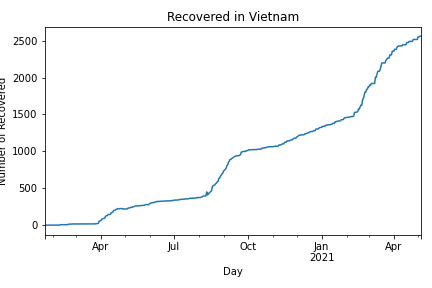 Recovered in Vietnam
Number of Recovered
2500
2000
1500
1000
500
0
Apr
Jul
Oct
Jan
2021
Apr
Day